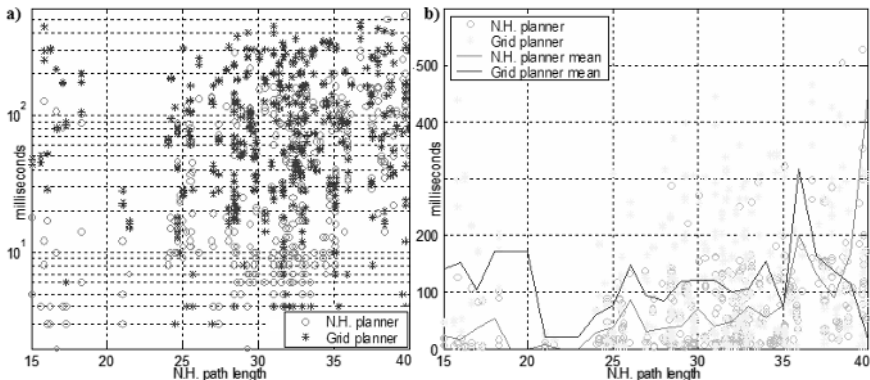 a)
10²
10¹
milliseconds
15
20
25
30
35
40
N.H. path length
N.H. planner
Grid planner
b)
500
400
300
200
100
0
milliseconds
15
20
25
30
35
40
N.H. path length
N.H. planner
Grid planner
N.H. planner mean
Grid planner mean